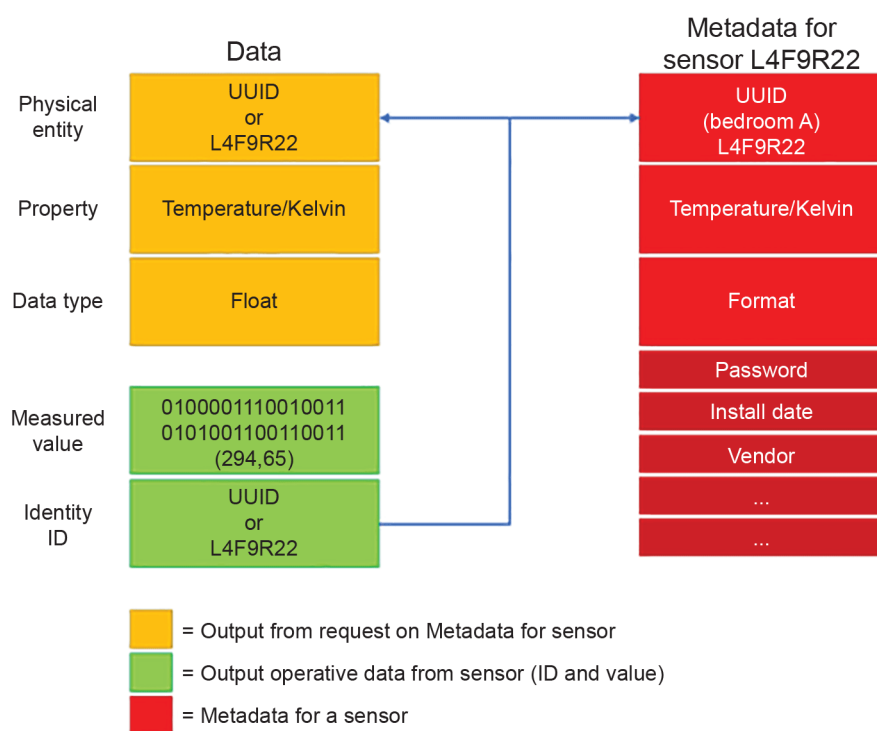 Data
Metadata for
sensor L4F9R22
Physical
entity
UUID
or
L4F9R22
UUID
(bedroom A)
L4F9R22
Property
Temperature/Kelvin
Temperature/Kelvin
Data type
Float
Format
Password
Install date
Vendor
...
...
Measured
value
0100001110010011
0101001100110011
(294,65)
Identity
ID
UUID
or
L4F9R22
= Output from request on Metadata for sensor
= Output operative data from sensor (ID and value)
= Metadata for a sensor